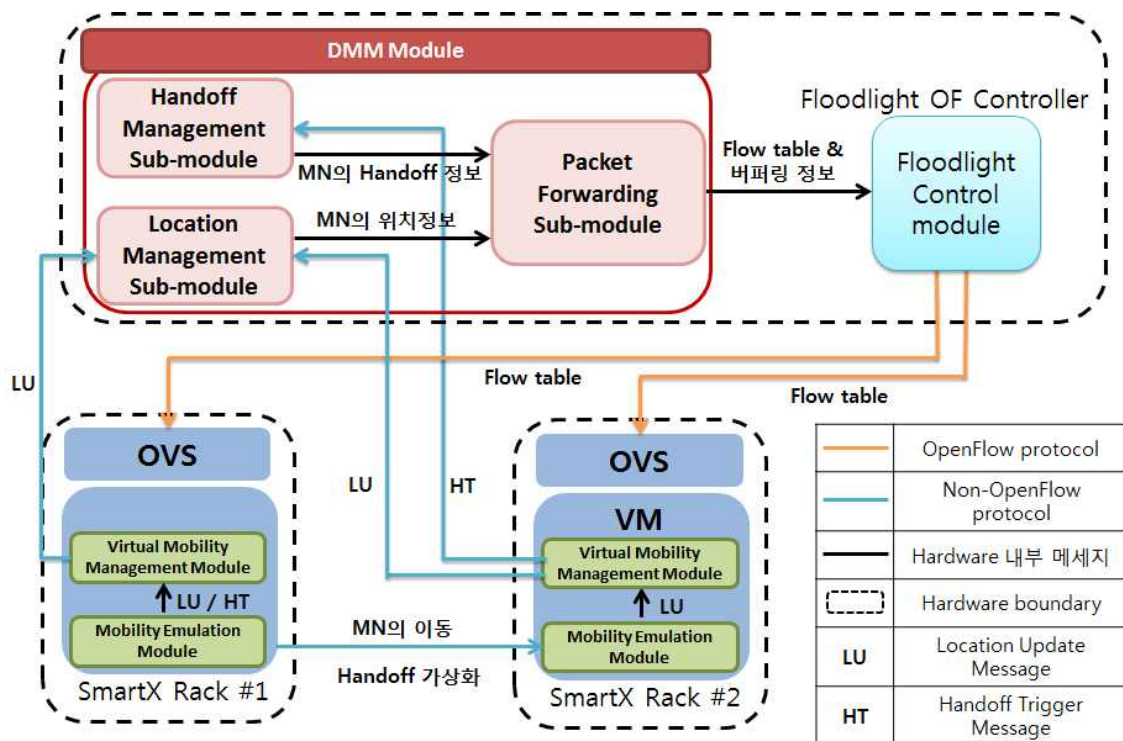 DMM Module
Handoff
Management
Sub-module
MN의 Handoff 정보
Location
Management
Sub-module
MN의 위치정보
Packet
Forwarding
Sub-module
Flow table &
버퍼링 정보
Floodlight OF Controller
Floodlight
Control
module
LU
Flow table
Flow table
OVS
Virtual Mobility
Management Module
LU / HT
Mobility Emulation
Module
SmartX Rack #1
LU
HT
MN의 이동
Handoff 가상화
OVS
VM
Virtual Mobility
Management Module
LU
Mobility Emulation
Module
SmartX Rack #2
OpenFlow protocol
Non-OpenFlow
protocol
Hardware 내부 메세지
Hardware boundary
LU
Location Update
Message
HT
Handoff Trigger
Message